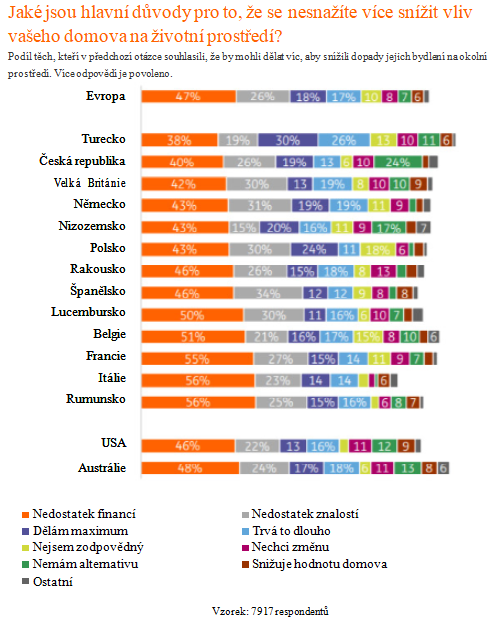 Jaké jsou hlavní důvody pro to, že se nesnažíte více snížit vliv
vašeho domova na životní prostředí?
Podíl těch, kteří v předhozí otázce souhlasili, že by mohli dělat víc, aby snížili dopady jejich bydlení na okolní
prostředí. Více odpvědí je povoleno.
Evropa 47% 26% 18% 17% 10 8 7 6
Turecko 38% 19% 30% 26% 13 10 11 6
Česká republika 40% 26% 19% 13 6 10 24%
Velká Británie 42% 30% 13 19% 8 10 10 9
Německo 43% 31% 19% 19% 11 9
Nizozemsko 43% 15% 20% 16% 11 9 17% 7
Polsko 43% 30% 24% 11 18% 6
Rakousko 46% 26% 15% 18% 8 13
Španělsko 46% 34% 12 12 9 8 8
Lucembursko 50% 30% 11 16% 6 10 7
Belgie 51% 21% 16% 17% 15% 8 10 6
Francie 55% 27% 15% 14 11 9 7
Itálie 56% 23% 14 14 6
Rumunsko 56% 25% 15% 16% 6 8 7
USA 46% 22% 13 16% 11 12 9
Austrálie 48% 24% 17% 18% 6 11 13 8 6
Nedostatek financí Nedostatek znalostí
Dělám maximum Trvá to dlouho
Nejsem zodpovědný Nechci změnu
Nemám alternativu Snižuje hodnotu domova
Ostatní
Vzorek: 7917 respondentů